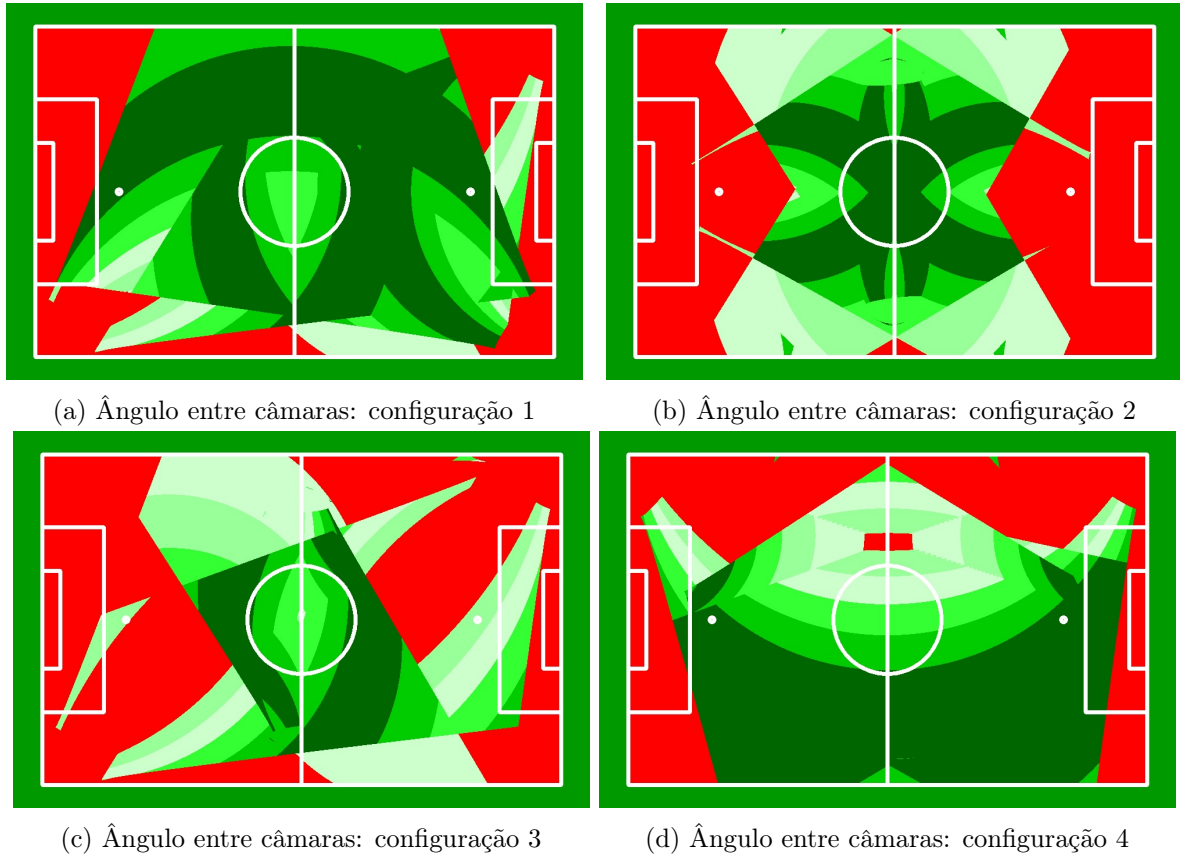 (a) Ângulo entre câmaras: configuração 1
(b) Ângulo entre câmaras: configuração 2
(c) Ângulo entre câmaras: configuração 3
(d) Ângulo entre câmaras: configuração 4